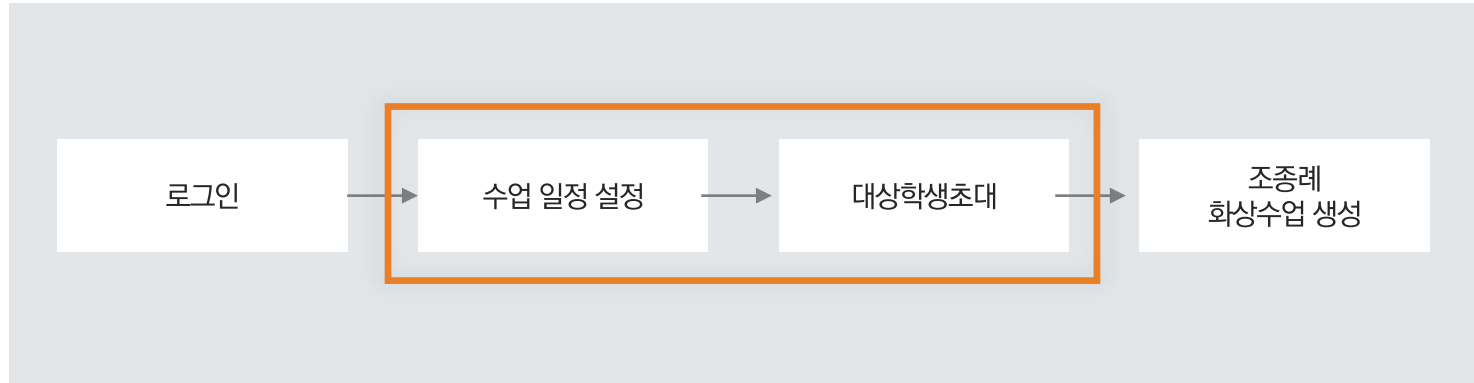 로그인
수업 일정 설정
대상학생초대
조종례
화상수업 생성